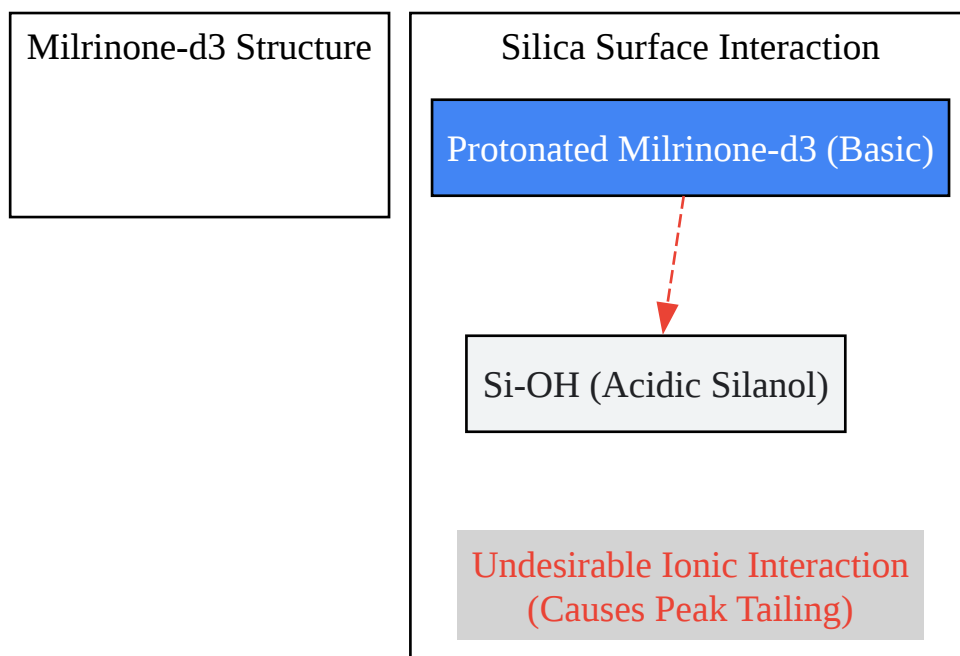 Milrinone-d3 Structure
Silica Surface Interaction
Protonated Milrinone-d3 (Basic)
Si-OH (Acidic Silanol)
Undesirable Ionic Interaction
(Causes Peak Tailing)